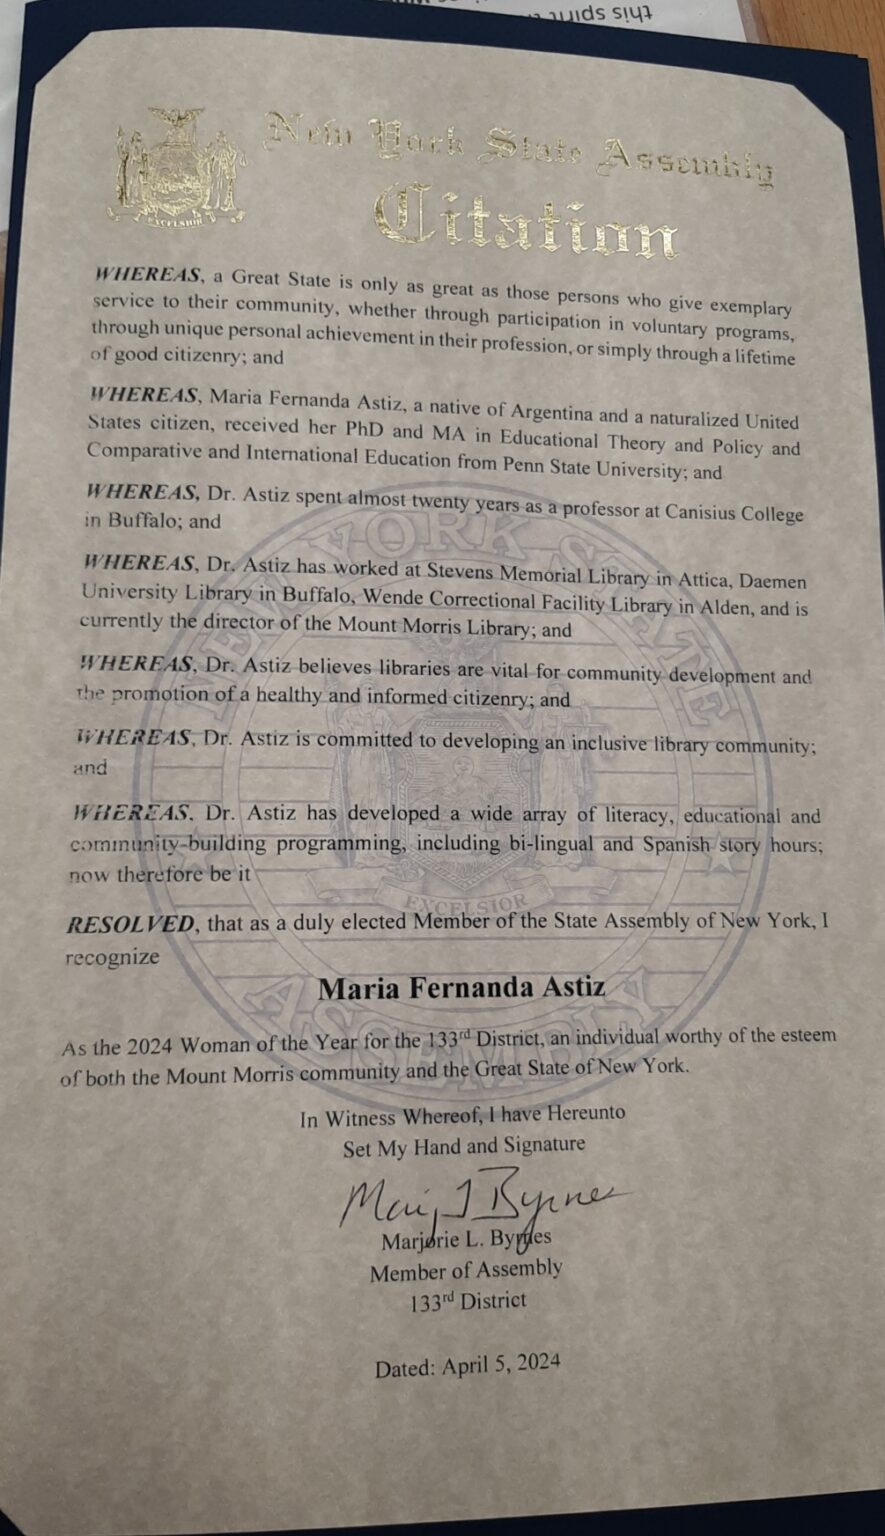 this spirit
EXCELSIOR
New York State Assembly
Citation
WHEREAS, a Great State is only as great as those persons who give exemplary
service to their community, whether through participation in voluntary programs,
through unique personal achievement in their profession, or simply through a lifetime
of good citizenry; and
WHEREAS, Maria Fernanda Astiz, a native of Argentina and a naturalized United
States citizen, received her PhD and MA in Educational Theory and Policy and
Comparative and International Education from Penn State University; and
WHEREAS, Dr. Astiz spent almost twenty years as a professor at Canisius College
in Buffalo; and
WHEREAS, Dr. Astiz has worked at Stevens Memorial Library in Attica, Daemen
University Library in Buffalo, Wende Correctional Facility Library in Alden, and is
currently the director of the Mount Morris Library; and
WHEREAS, Dr. Astiz believes libraries are vital for community development and
the promotion of a healthy and informed citizenry; and
WHEREAS, Dr. Astiz is committed to developing an inclusive library community;
and
WHEREAS, Dr. Astiz has developed a wide array of literacy, educational and
community-building programming, including bi-lingual and Spanish story hours;
now therefore be it
RESOLVED, that as a duly elected Member of the State Assembly of New York, I
recognize
Maria Fernanda Astiz
As the 2024 Woman of the Year for the 133rd District, an individual worthy of the esteem
of both the Mount Morris community and the Great State of New York.
In Witness Whereof, I have Hereunto
Set My Hand and Signature
Marjorie L. Byrnes
Member of Assembly
133rd District
Dated: April 5, 2024
NEW YORK STATE
EXCELSIOR
ASSEMBLY